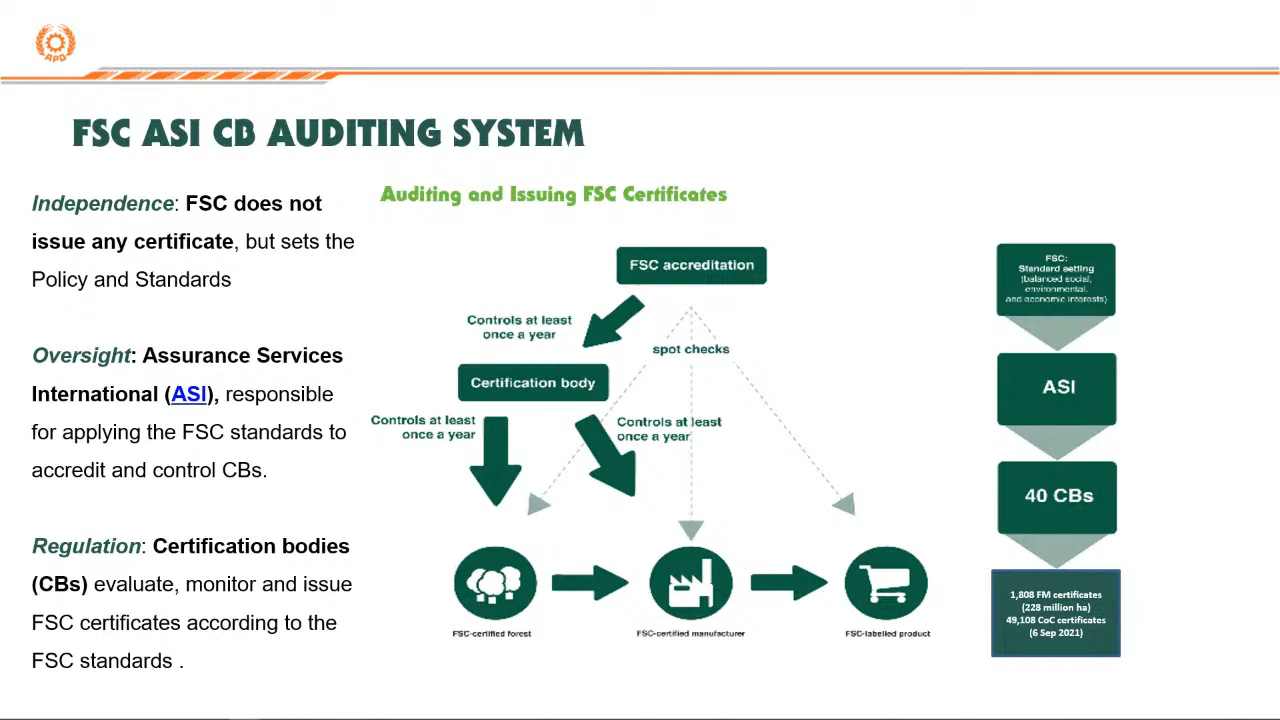 APD
FSC ASI CB AUDITING SYSTEM
Independence: FSC does not
issue any certificate, but sets the
Policy and Standards
Oversight: Assurance Services
International (ASI), responsible
for applying the FSC standards to
accredit and control CBs.
Regulation: Certification bodies
(CBs) evaluate, monitor and issue
FSC certificates according to the
FSC standards .
Auditing and Issuing FSC Certificates
FSC accreditation
Controls at least
once a year
spot checks
Certification body
Controls at least
once a year
Controls at least
once a year
FSC-certified forest
FSC-certified manufacturer
FSC-labelled product
FSC:
Standard setting
(balanced social,
environmental,
and economic interests)
ASI
40 CBs
1,808 FM certificates
(228 million ha)
49,108 CoC certificates
(6 Sep 2021)